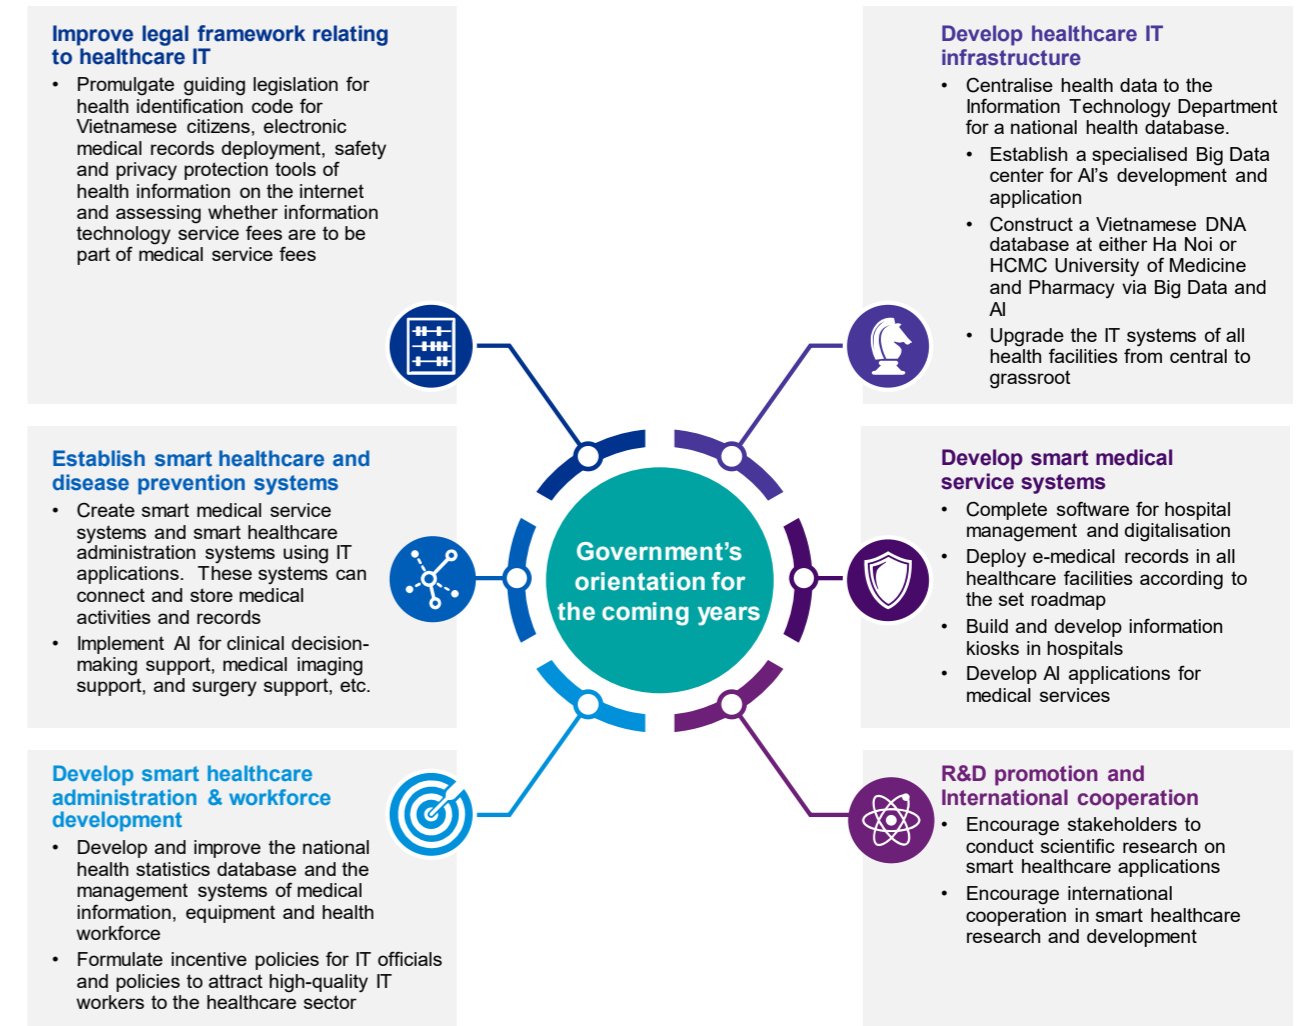 Improve legal framework relating
to healthcare IT
• Promulgate guiding legislation for
health identification code for
Vietnamese citizens, electronic
medical records deployment, safety
and privacy protection tools of
health information on the internet
and assessing whether information
technology service fees are to be
part of medical service fees
Develop healthcare IT
infrastructure
• Centralise health data to the
Information Technology Department
for a national health database.
• Establish a specialised Big Data
center for AI's development and
application
• Construct a Vietnamese DNA
database at either Ha Noi or
HCMC University of Medicine
and Pharmacy via Big Data and
AI
• Upgrade the IT systems of all
health facilities from central to
grassroot
Establish smart healthcare and
disease prevention systems
• Create smart medical service
systems and smart healthcare
administration systems using IT
applications. These systems can
connect and store medical
activities and records
• Implement AI for clinical decision-
making support, medical imaging
support, and surgery support, etc.
Government's
orientation for
the coming years
Develop smart medical
service systems
• Complete software for hospital
management and digitalisation
• Deploy e-medical records in all
healthcare facilities according to
the set roadmap
• Build and develop information
kiosks in hospitals
• Develop AI applications for
medical services
Develop smart healthcare
administration & workforce
development
• Develop and improve the national
health statistics database and the
management systems of medical
information, equipment and health
workforce
• Formulate incentive policies for IT officials
and policies to attract high-quality IT
workers to the healthcare sector
R&D promotion and
International cooperation
• Encourage stakeholders to
conduct scientific research on
smart healthcare applications
• Encourage international
cooperation in smart healthcare
research and development